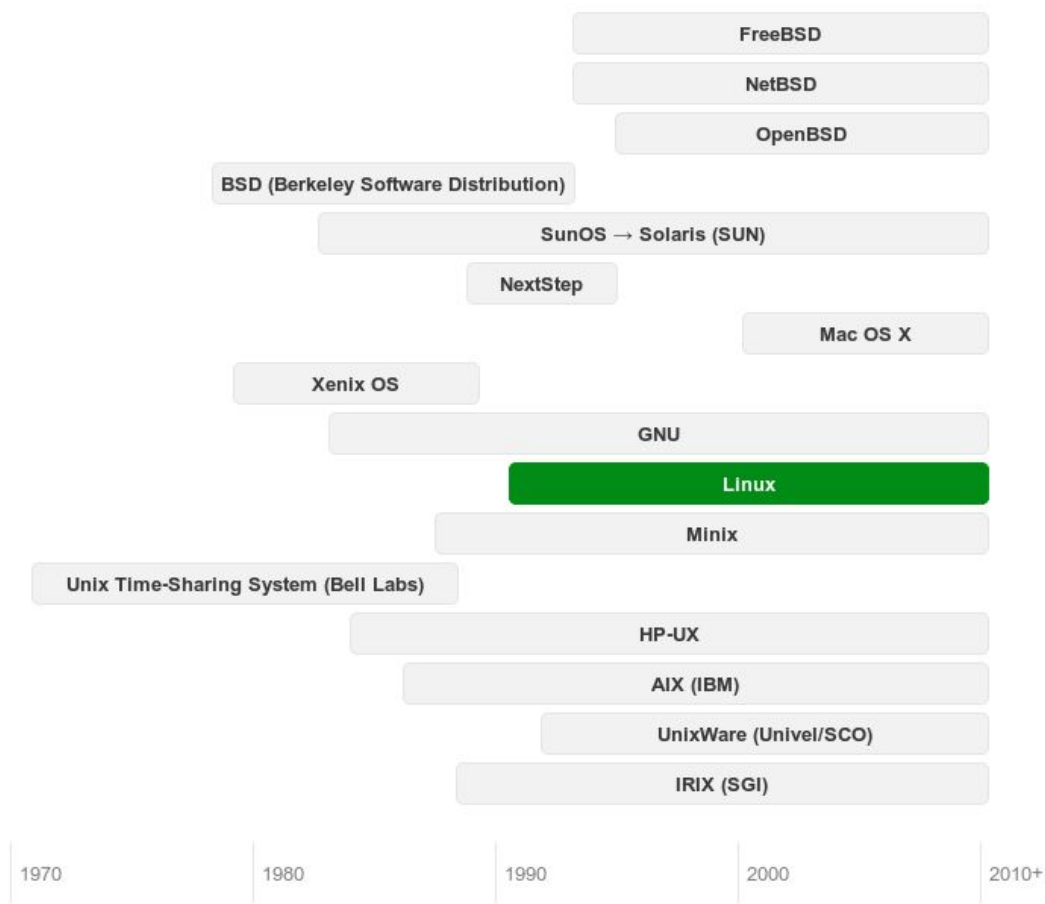 FreeBSD
NetBSD
OpenBSD
BSD (Berkeley Software Distribution)
SunOS → Solaris (SUN)
NextStep
Mac OS X
Xenix OS
GNU
Linux
Minix
Unix Time-Sharing System (Bell Labs)
HP-UX
AIX (IBM)
UnixWare (Univel/SCO)
IRIX (SGI)
1970 1980 1990 2000 2010+